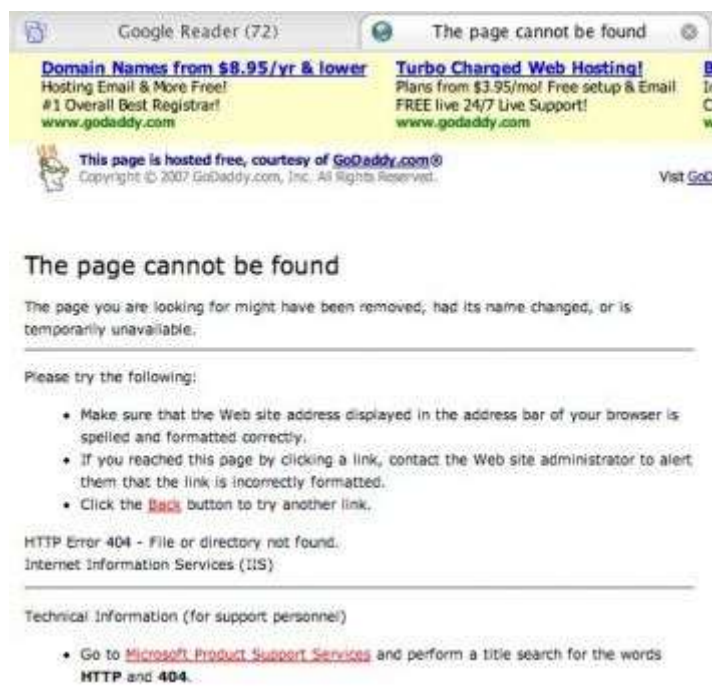 Google Reader (72)
The page cannot be found
Domain Names from $8.95/yr & lower
Hosting Email & More Free!
#1 Overall Best Registrar!
www.godaddy.com
Turbo Charged Web Hosting!
Plans from $3.95/mo! Free setup & Email
FREE live 24/7 Live Support!
www.godaddy.com
This page is hosted free, courtesy of GoDaddy.com®
Copyright © 2007 GoDaddy.com, Inc. All Rights Reserved.
Visit GoD
The page cannot be found
The page you are looking for might have been removed, had its name changed, or is
temporarily unavailable.
Please try the following:
• Make sure that the Web site address displayed in the address bar of your browser is
spelled and formatted correctly.
• If you reached this page by clicking a link, contact the Web site administrator to alert
them that the link is incorrectly formatted.
• Click the Back button to try another link.
HTTP Error 404 - File or directory not found.
Internet Information Services (IIS)
Technical Information (for support personnel)
• Go to Microsoft Product Support Services and perform a title search for the words
HTTP and 404.